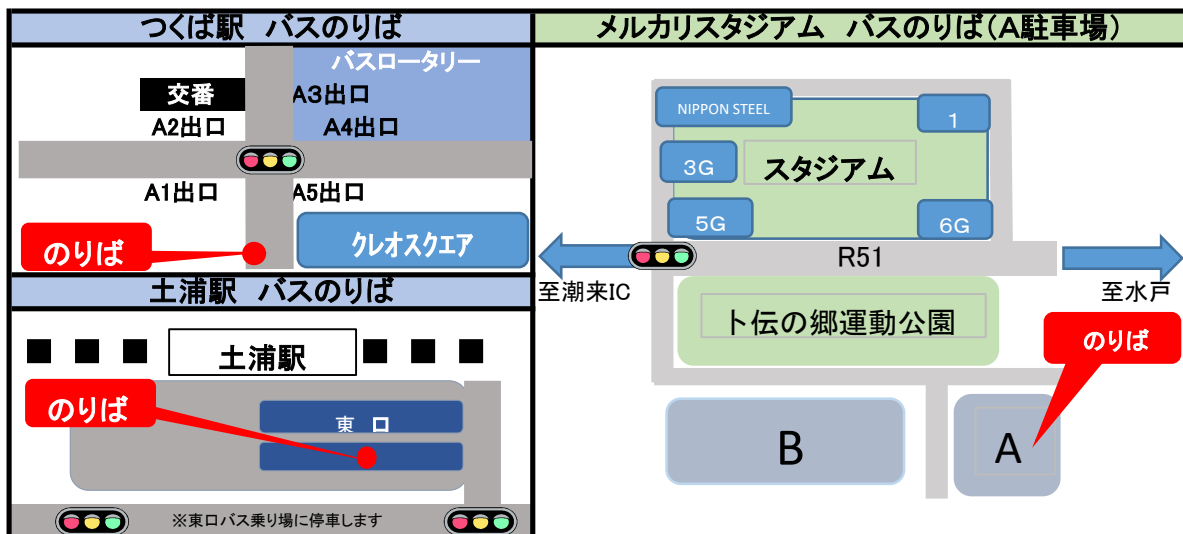 つくば駅 バスのりば
バスロータリー
交番
A3出口
A2出口
A4出口
A1出口
A5出口
のりば
クレオスクエア
土浦駅 バスのりば
土浦駅
のりば
東 口
※東口バス乗り場に停車します
メルカリスタジアム バスのりば(A駐車場)
NIPPON STEEL
1
3G
スタジアム
5G
6G
R51
至潮来IC
至水戸
卜伝の郷運動公園
のりば
B
A